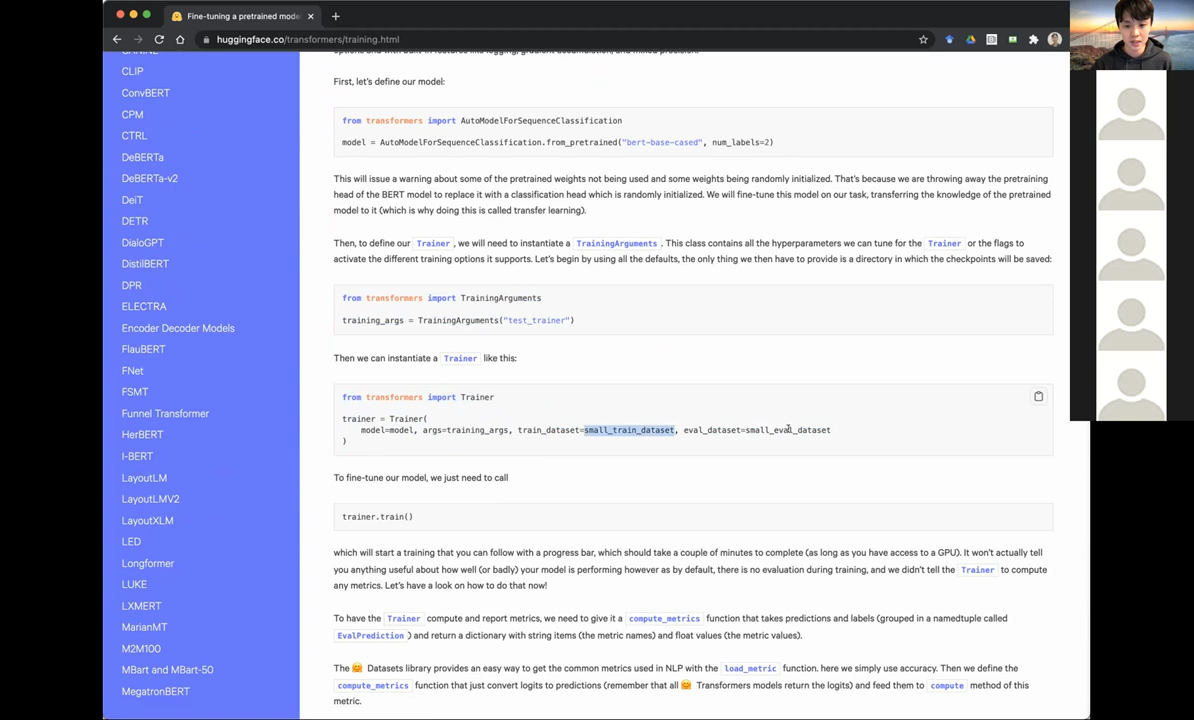 Fine-tuning a pretrained mode
huggingface.co/transformers/training.html
CANINE
CLIP
ConvBERT
CPM
CTRL
DeBERTa
DeBERTa-v2
DeiT
DETR
DialoGPT
DistilBERT
DPR
ELECTRA
Encoder Decoder Models
FlauBERT
FNet
FSMT
Funnel Transformer
HerBERT
I-BERT
LayoutLM
LayoutLMV2
LayoutXLM
LED
Longformer
LUKE
LXMERT
MarianMT
M2M100
MBart and MBart-50
MegatronBERT
First, let's define our model:
from transformers import AutoModelForSequenceClassification
model = AutoModelForSequenceClassification.from_pretrained("bert-base-cased", num_labels=2)
This will issue a warning about some of the pretrained weights not being used and some weights being randomly initialized. That's because we are throwing away the pretraining
head of the BERT model to replace it with a classification head which is randomly initialized. We will fine-tune this model on our task, transferring the knowledge of the pretrained
model to it (which is why doing this is called transfer learning).
Then, to define our Trainer, we will need to instantiate a TrainingArguments. This class contains all the hyperparameters we can tune for the Trainer or the flags to
activate the different training options it supports. Let's begin by using all the defaults, the only thing we then have to provide is a directory in which the checkpoints will be saved:
from transformers import TrainingArguments
training_args = TrainingArguments("test_trainer")
Then we can instantiate a Trainer like this:
from transformers import Trainer
trainer = Trainer(
model=model, args=training_args, train_dataset=small_train_dataset, eval_dataset=small_eval_dataset
)
To fine-tune our model, we just need to call
trainer.train()
which will start a training that you can follow with a progress bar, which should take a couple of minutes to complete (as long as you have access to a GPU). It won't actually tell
you anything useful about how well (or badly) your model is performing however as by default, there is no evaluation during training, and we didn't tell the Trainer to compute
any metrics. Let's have a look on how to do that now!
To have the Trainer compute and report metrics, we need to give it a compute_metrics function that takes predictions and labels (grouped in a namedtuple called
EvalPrediction) and return a dictionary with string items (the metric names) and float values (the metric values).
The 🤗 Datasets library provides an easy way to get the common metrics used in NLP with the load_metric function. here we simply use accuracy. Then we define the
compute_metrics function that just convert logits to predictions (remember that all 🤗 Transformers models return the logits) and feed them to compute method of this
metric.